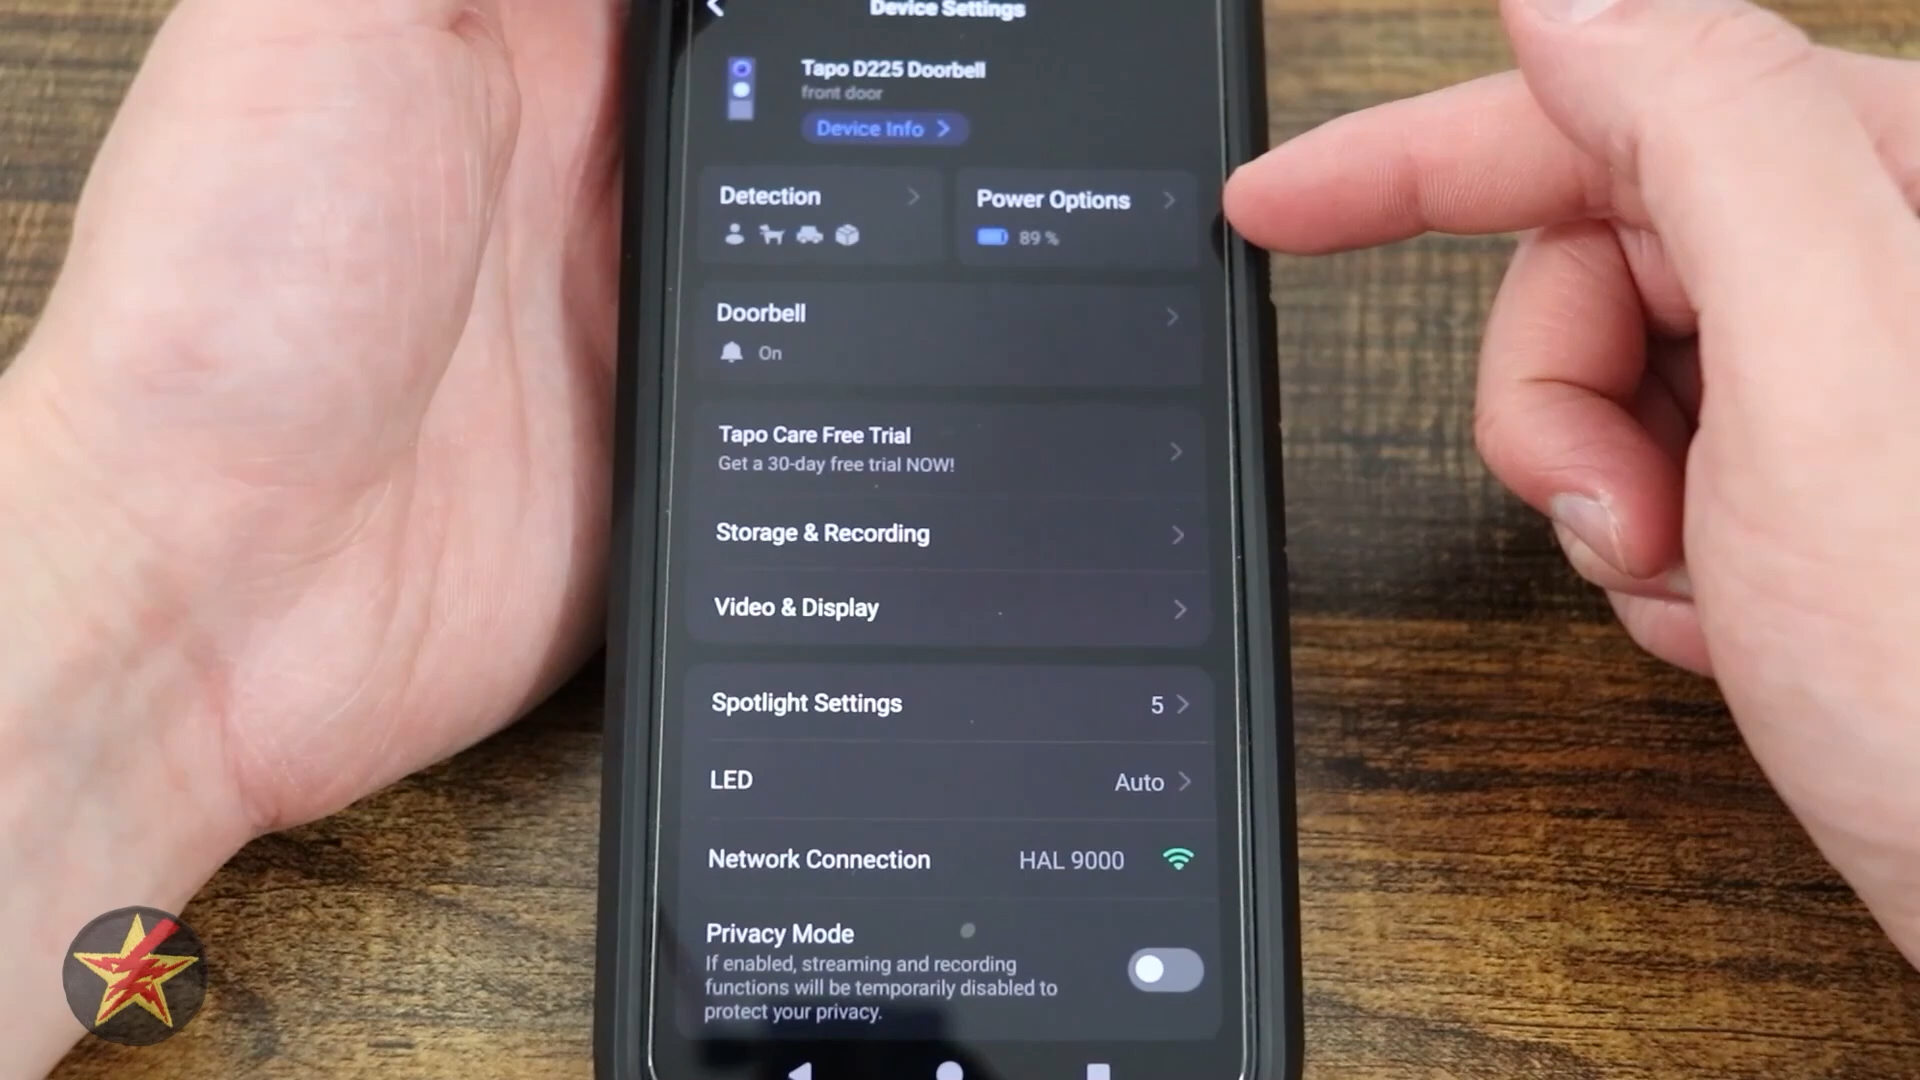 Device Settings
Tapo D225 Doorbell
front door
Device Info
Detection
Power Options
89 %
Doorbell
On
Tapo Care Free Trial
Get a 30-day free trial NOW!
Storage & Recording
Video & Display
Spotlight Settings 5
LED Auto
Network Connection HAL 9000
Privacy Mode
If enabled, streaming and recording
functions will be temporarily disabled to
protect your privacy.